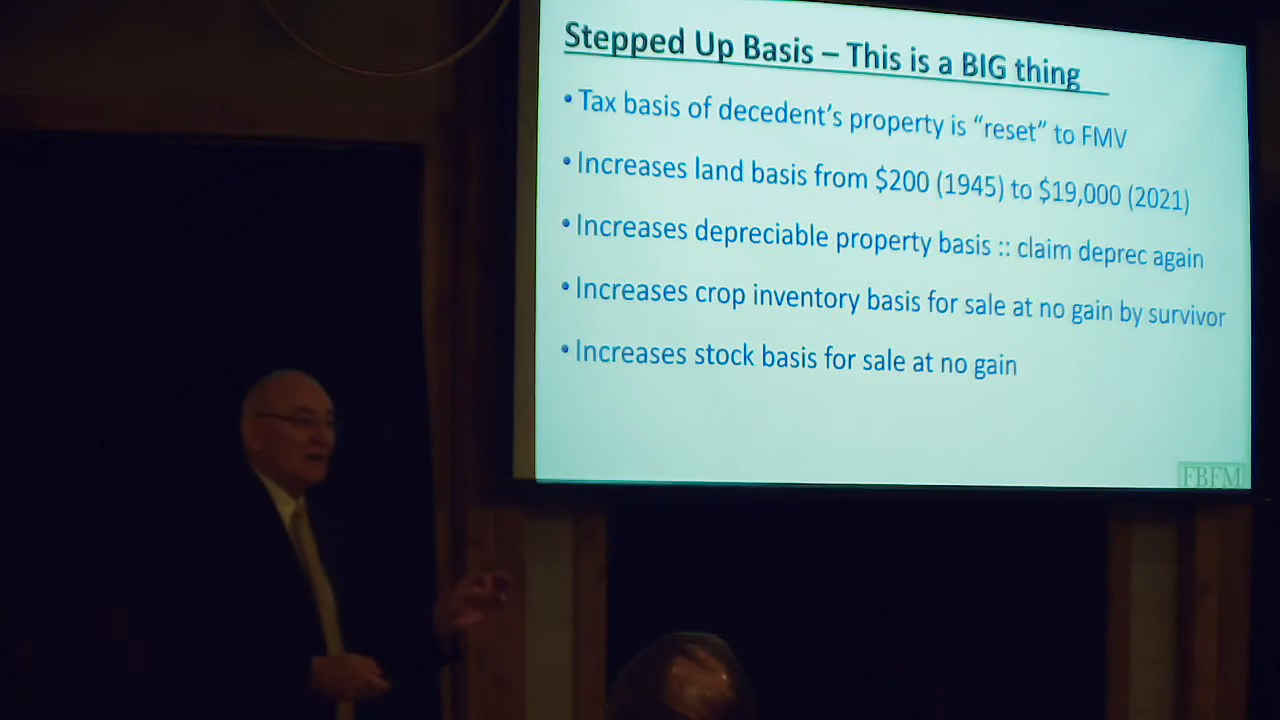 Stepped Up Basis – This is a BIG thing
• Tax basis of decedent’s property is “reset” to FMV
• Increases land basis from $200 (1945) to $19,000 (2021)
• Increases depreciable property basis :: claim deprec again
• Increases crop inventory basis for sale at no gain by survivor
• Increases stock basis for sale at no gain
FBFM